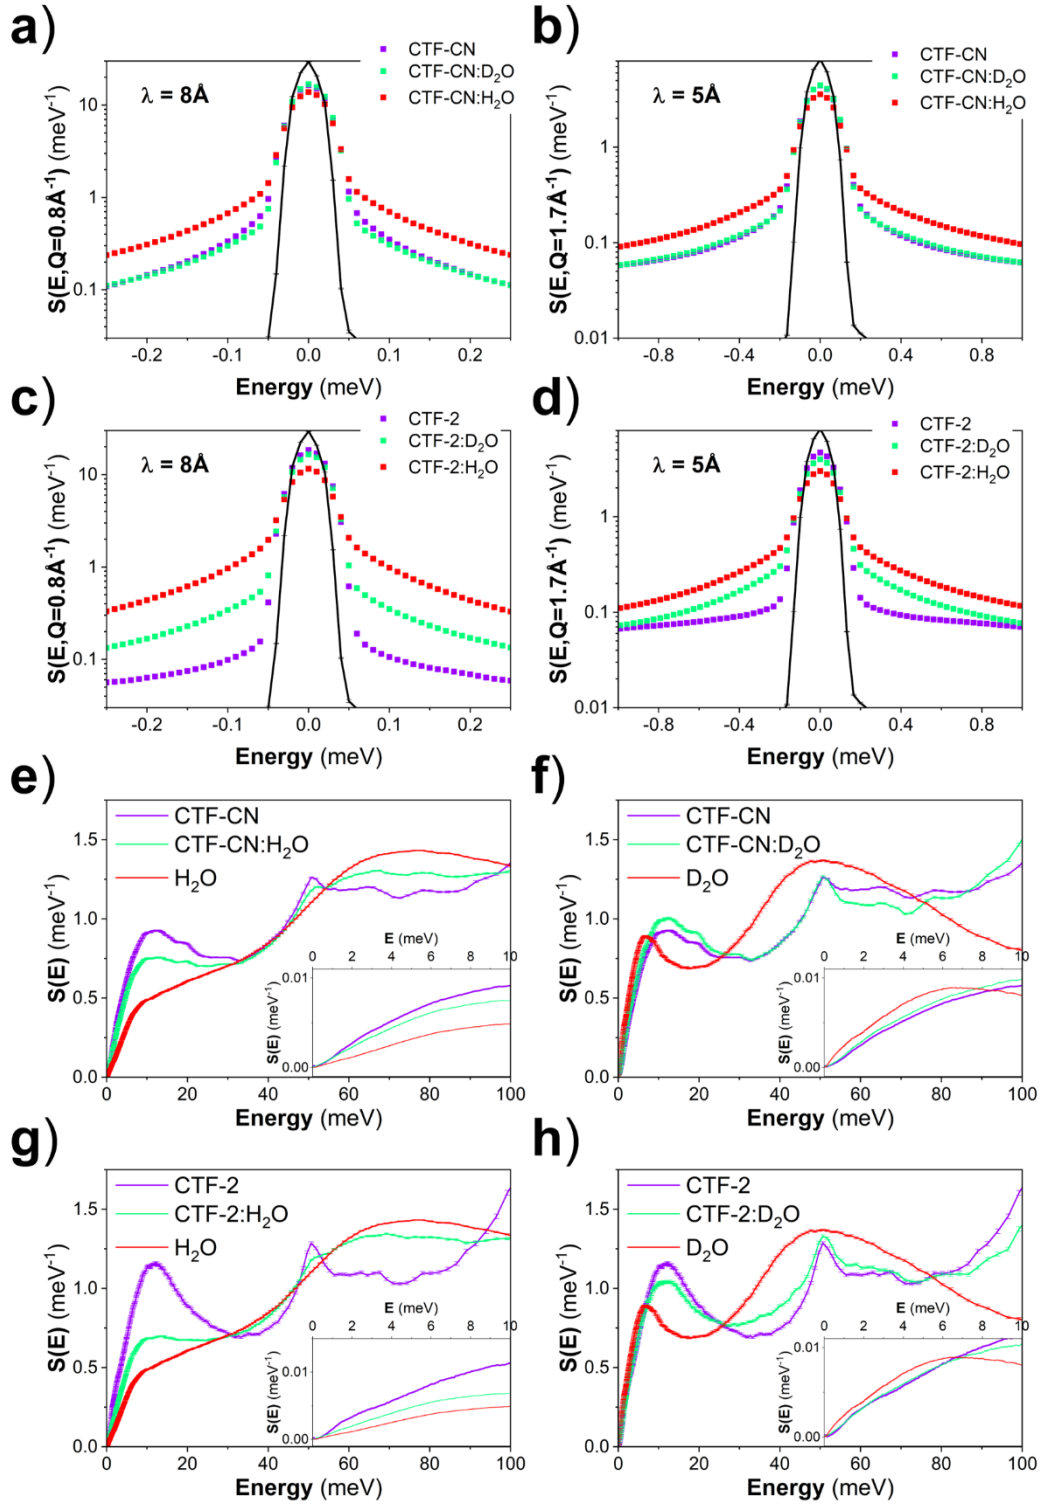 a)
CTF-CN
CTF-CN:D₂O
CTF-CN:H₂O
λ = 8Å
S(E,Q=0.8Å⁻¹) (meV⁻¹)
10
1
0.1
-0.2 -0.1 0.0 0.1 0.2
Energy (meV)
b)
CTF-CN
CTF-CN:D₂O
CTF-CN:H₂O
λ = 5Å
S(E,Q=1.7Å⁻¹) (meV⁻¹)
1
0.1
0.01
-0.8 -0.4 0.0 0.4 0.8
Energy (meV)
c)
CTF-2
CTF-2:D₂O
CTF-2:H₂O
λ = 8Å
S(E,Q=0.8Å⁻¹) (meV⁻¹)
10
1
0.1
-0.2 -0.1 0.0 0.1 0.2
Energy (meV)
d)
CTF-2
CTF-2:D₂O
CTF-2:H₂O
λ = 5Å
S(E,Q=1.7Å⁻¹) (meV⁻¹)
1
0.1
0.01
-0.8 -0.4 0.0 0.4 0.8
Energy (meV)
e)
CTF-CN
CTF-CN:H₂O
H₂O
S(E) (meV⁻¹)
1.5
1.0
0.5
0.0
0 20 40 60 80 100
Energy (meV)
E (meV)
0 2 4 6 8 10
S(E) (meV⁻¹)
0.01
0.00
f)
CTF-CN
CTF-CN:D₂O
D₂O
S(E) (meV⁻¹)
1.5
1.0
0.5
0.0
0 20 40 60 80 100
Energy (meV)
E (meV)
0 2 4 6 8 10
S(E) (meV⁻¹)
0.01
0.00
g)
CTF-2
CTF-2:H₂O
H₂O
S(E) (meV⁻¹)
1.5
1.0
0.5
0.0
0 20 40 60 80 100
Energy (meV)
E (meV)
0 2 4 6 8 10
S(E) (meV⁻¹)
0.01
0.00
h)
CTF-2
CTF-2:D₂O
D₂O
S(E) (meV⁻¹)
1.5
1.0
0.5
0.0
0 20 40 60 80 100
Energy (meV)
E (meV)
0 2 4 6 8 10
S(E) (meV⁻¹)
0.01
0.00